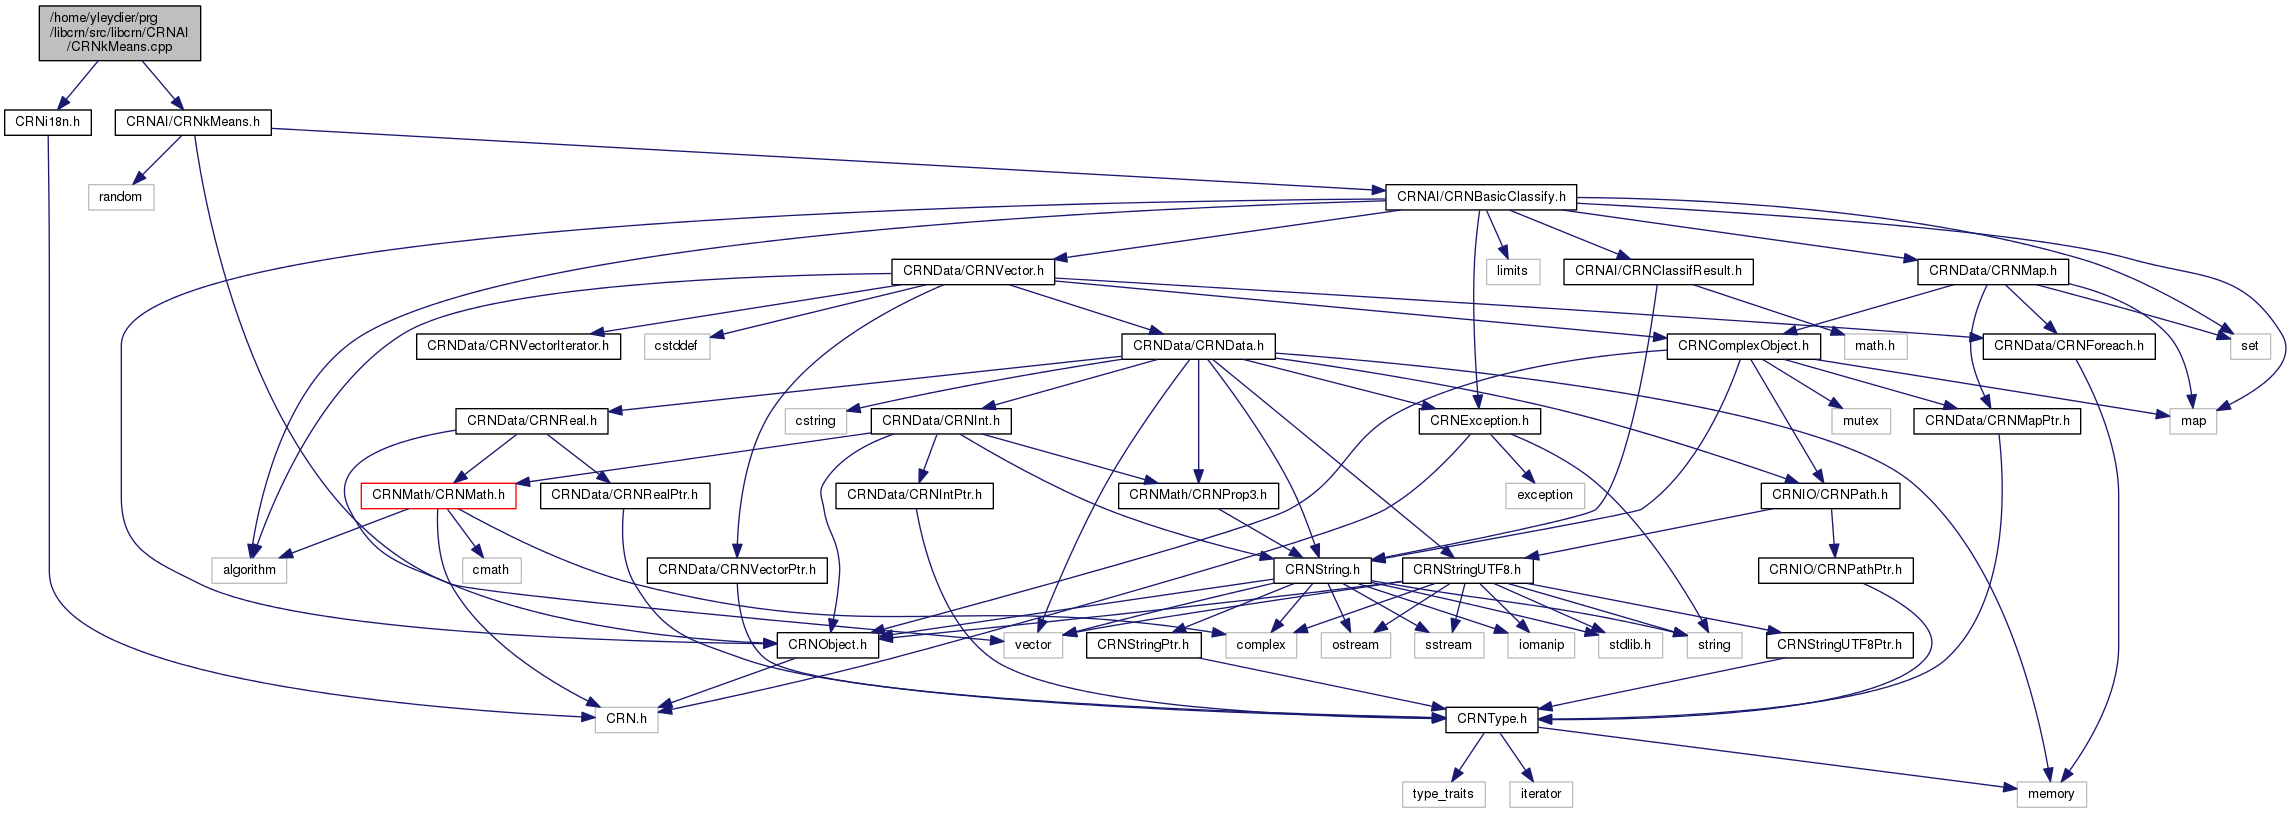 /home/yleydier/prg
/libcrn/src/libcrn/CRNAI
/CRNkMeans.cpp
CRNi18n.h
CRNAI/CRNkMeans.h
random
CRNAI/CRNBasicClassify.h
CRNData/CRNVector.h
limits
CRNAI/CRNClassifResult.h
CRNData/CRNMap.h
CRNData/CRNVectorIterator.h
cstddef
CRNData/CRNData.h
CRNComplexObject.h
math.h
CRNData/CRNForeach.h
set
CRNData/CRNReal.h
cstring
CRNData/CRNInt.h
CRNException.h
mutex
CRNData/CRNMapPtr.h
map
CRNMath/CRNMath.h
CRNData/CRNRealPtr.h
CRNData/CRNIntPtr.h
CRNMath/CRNProp3.h
exception
CRNIO/CRNPath.h
algorithm
cmath
CRNData/CRNVectorPtr.h
CRNString.h
CRNStringUTF8.h
CRNIO/CRNPathPtr.h
CRNObject.h
vector
CRNStringPtr.h
complex
ostream
sstream
iomanip
stdlib.h
string
CRNStringUTF8Ptr.h
CRN.h
CRNType.h
type_traits
iterator
memory